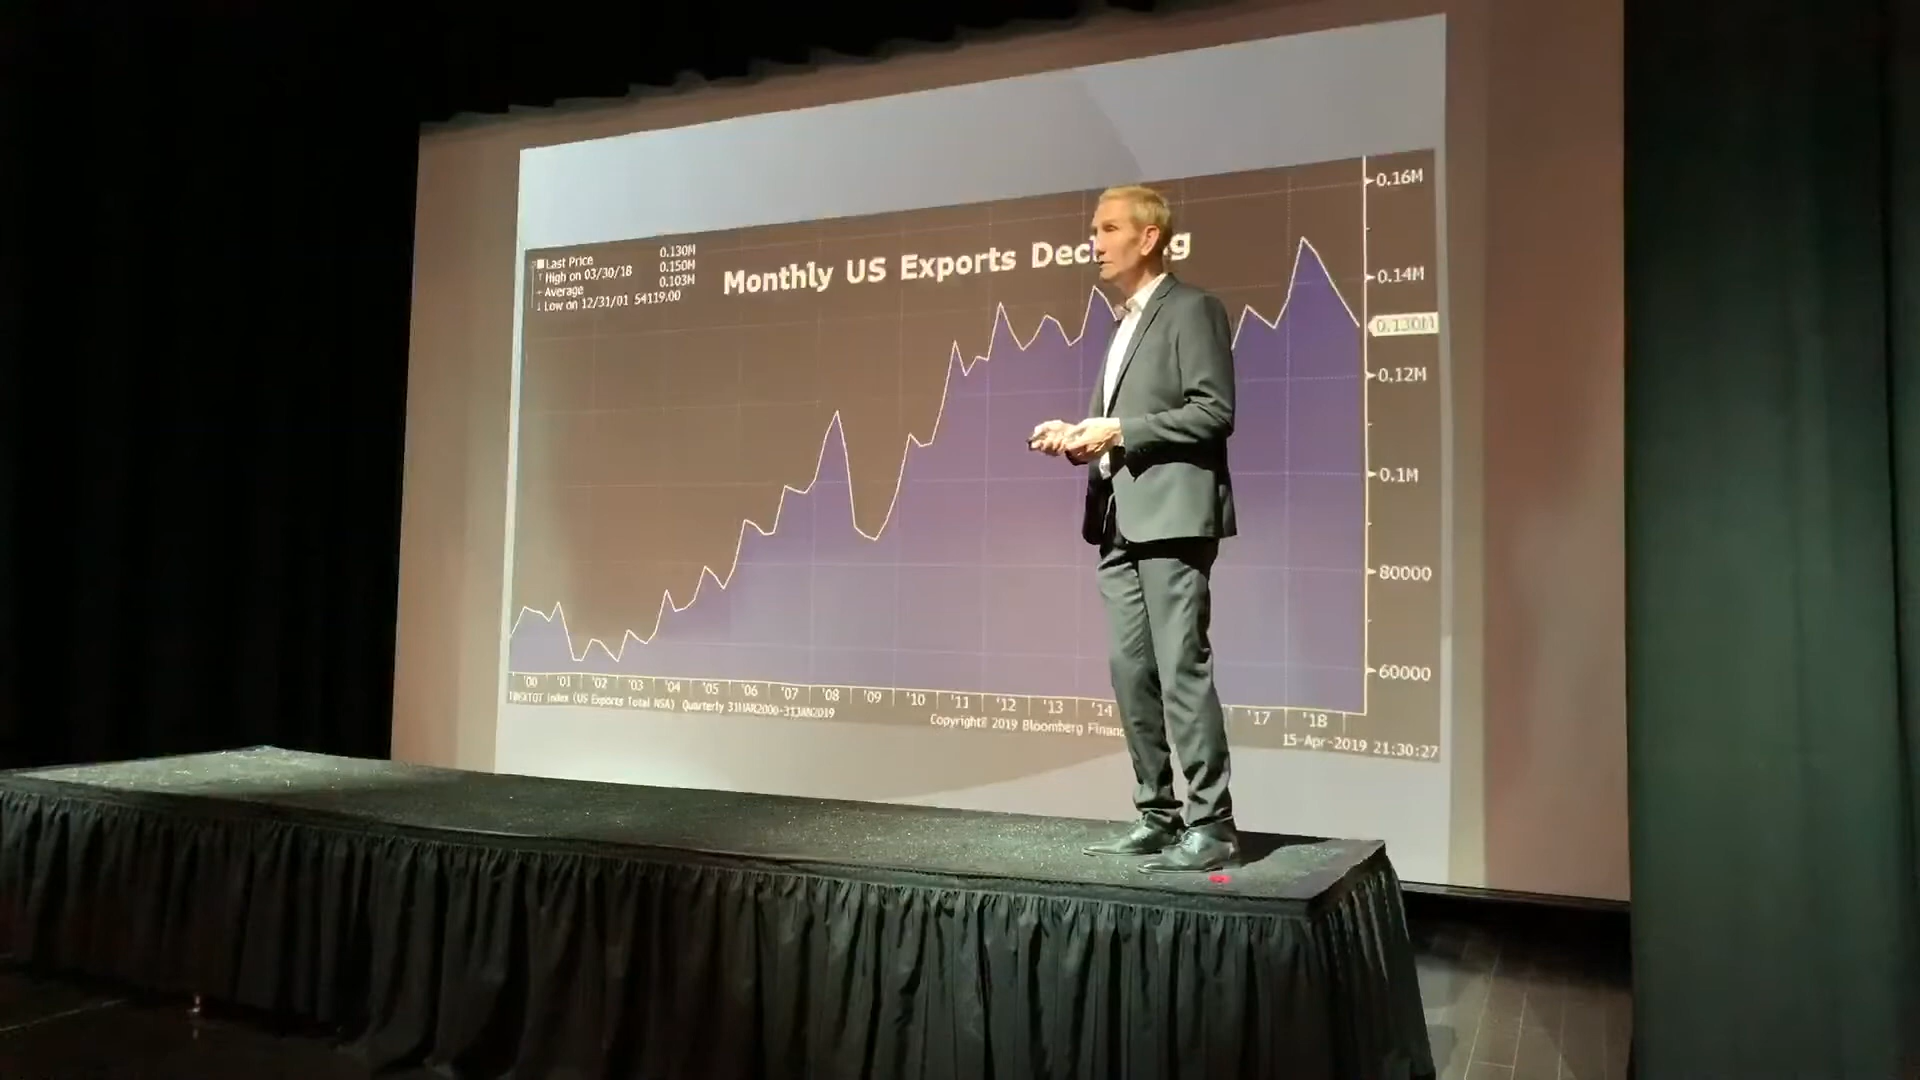 Monthly US Exports Dec g
Last Price 0.130M
High on 03/30/18 0.150M
Average 0.103M
Low on 12/31/01 54119.00
0.16M
0.14M
0.130M
0.12M
0.1M
80000
60000
'00 '01 '02 '03 '04 '05 '06 '07 '08 '09 '10 '11 '12 '13 '14 '17 '18
Index (US Exports Total NSA) Quarterly 31MAR2000-31JAN2019
Copyright© 2019 Bloomberg Financ
15-Apr-2019 21:30:27